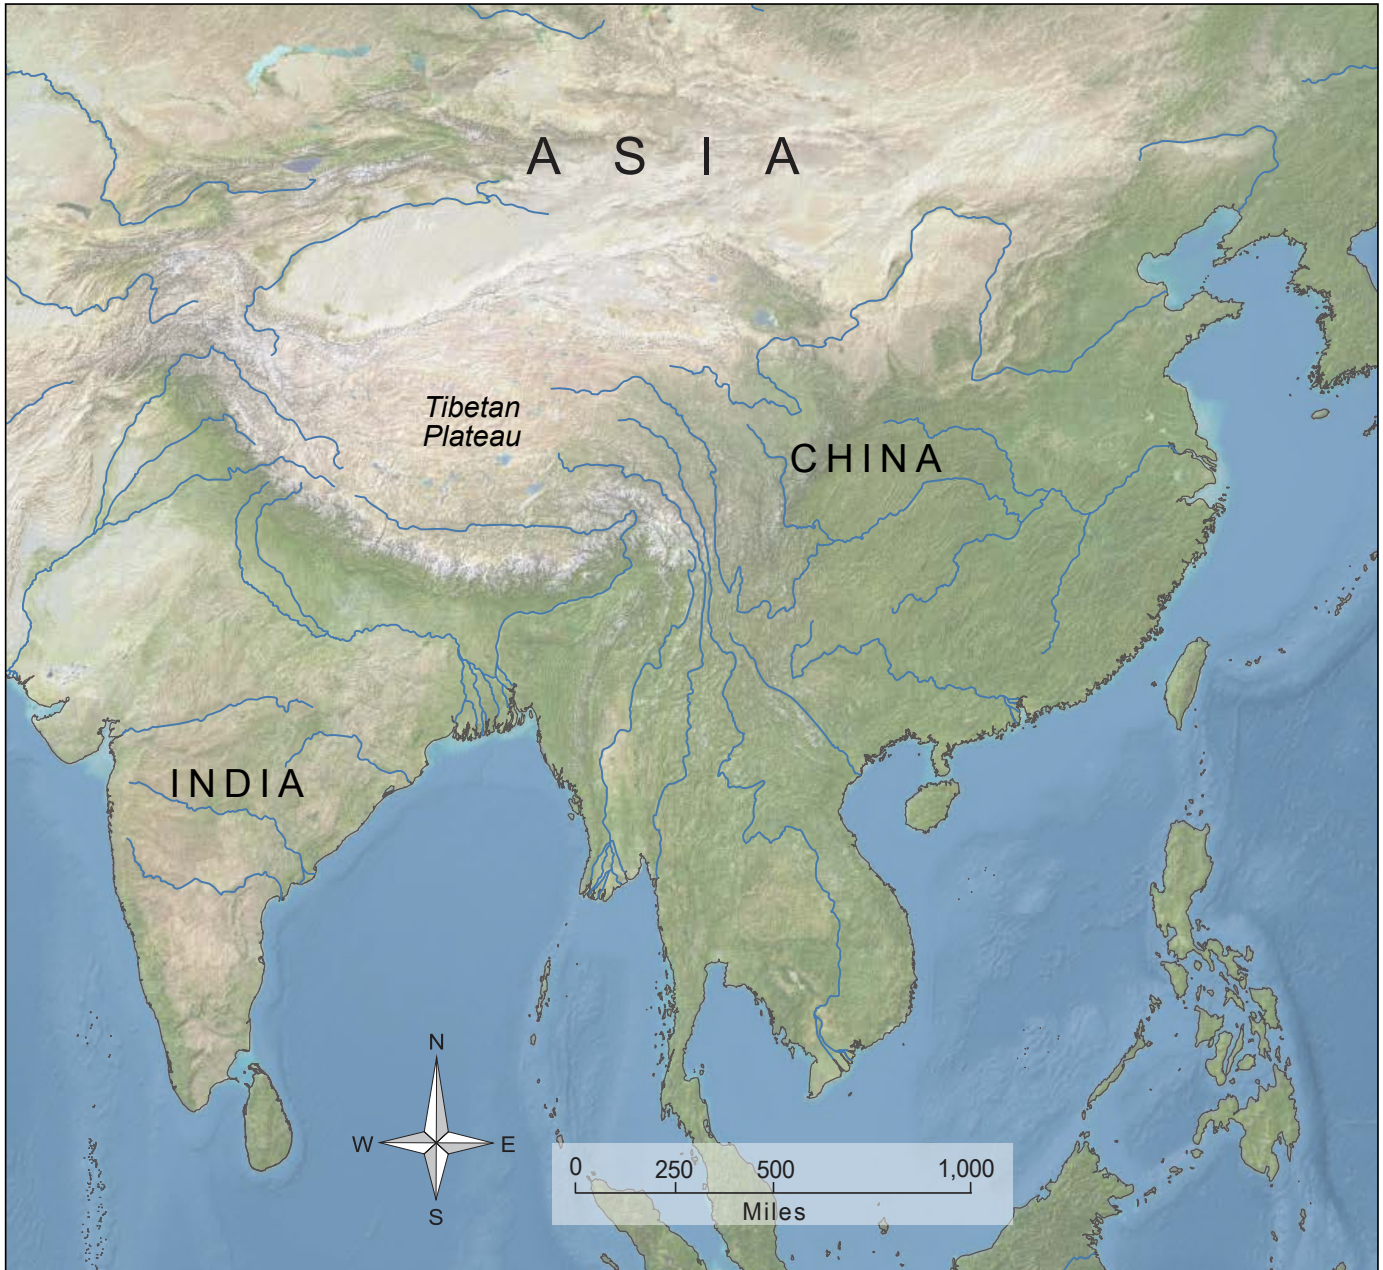 A S I A
Tibetan
Plateau
CHINA
INDIA
N
W E
S
0 250 500 1,000
Miles